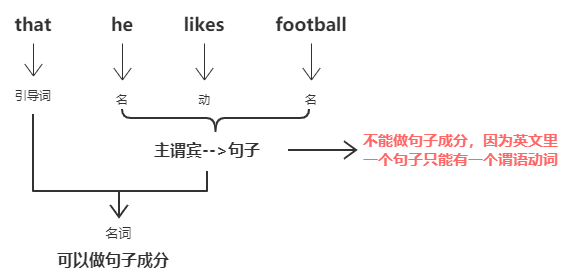 that he likes football
引导词 名 动 名
主谓宾-->句子
不能做句子成分，因为英文里
一个句子只能有一个谓语动词
名词
可以做句子成分